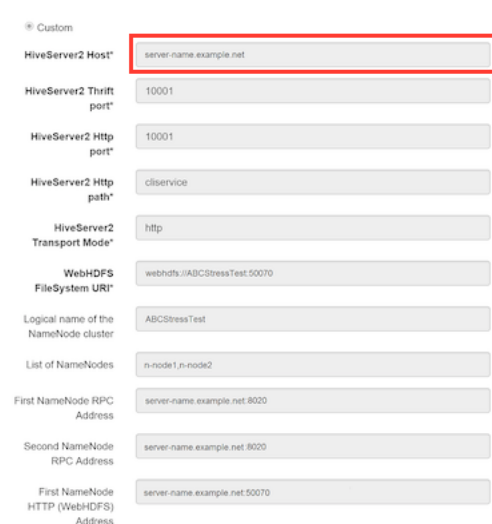 Custom
HiveServer2 Host*
server-name.example.net
HiveServer2 Thrift
port*
10001
HiveServer2 Http
port*
10001
HiveServer2 Http
path*
cliservice
HiveServer2
Transport Mode*
http
WebHDFS
FileSystem URI*
webhdfs://ABCStressTest:50070
Logical name of the
NameNode cluster
ABCStressTest
List of NameNodes
n-node1,n-node2
First NameNode RPC
Address
server-name.example.net:8020
Second NameNode
RPC Address
server-name.example.net:8020
First NameNode
HTTP (WebHDFS)
Address
server-name.example.net:50070